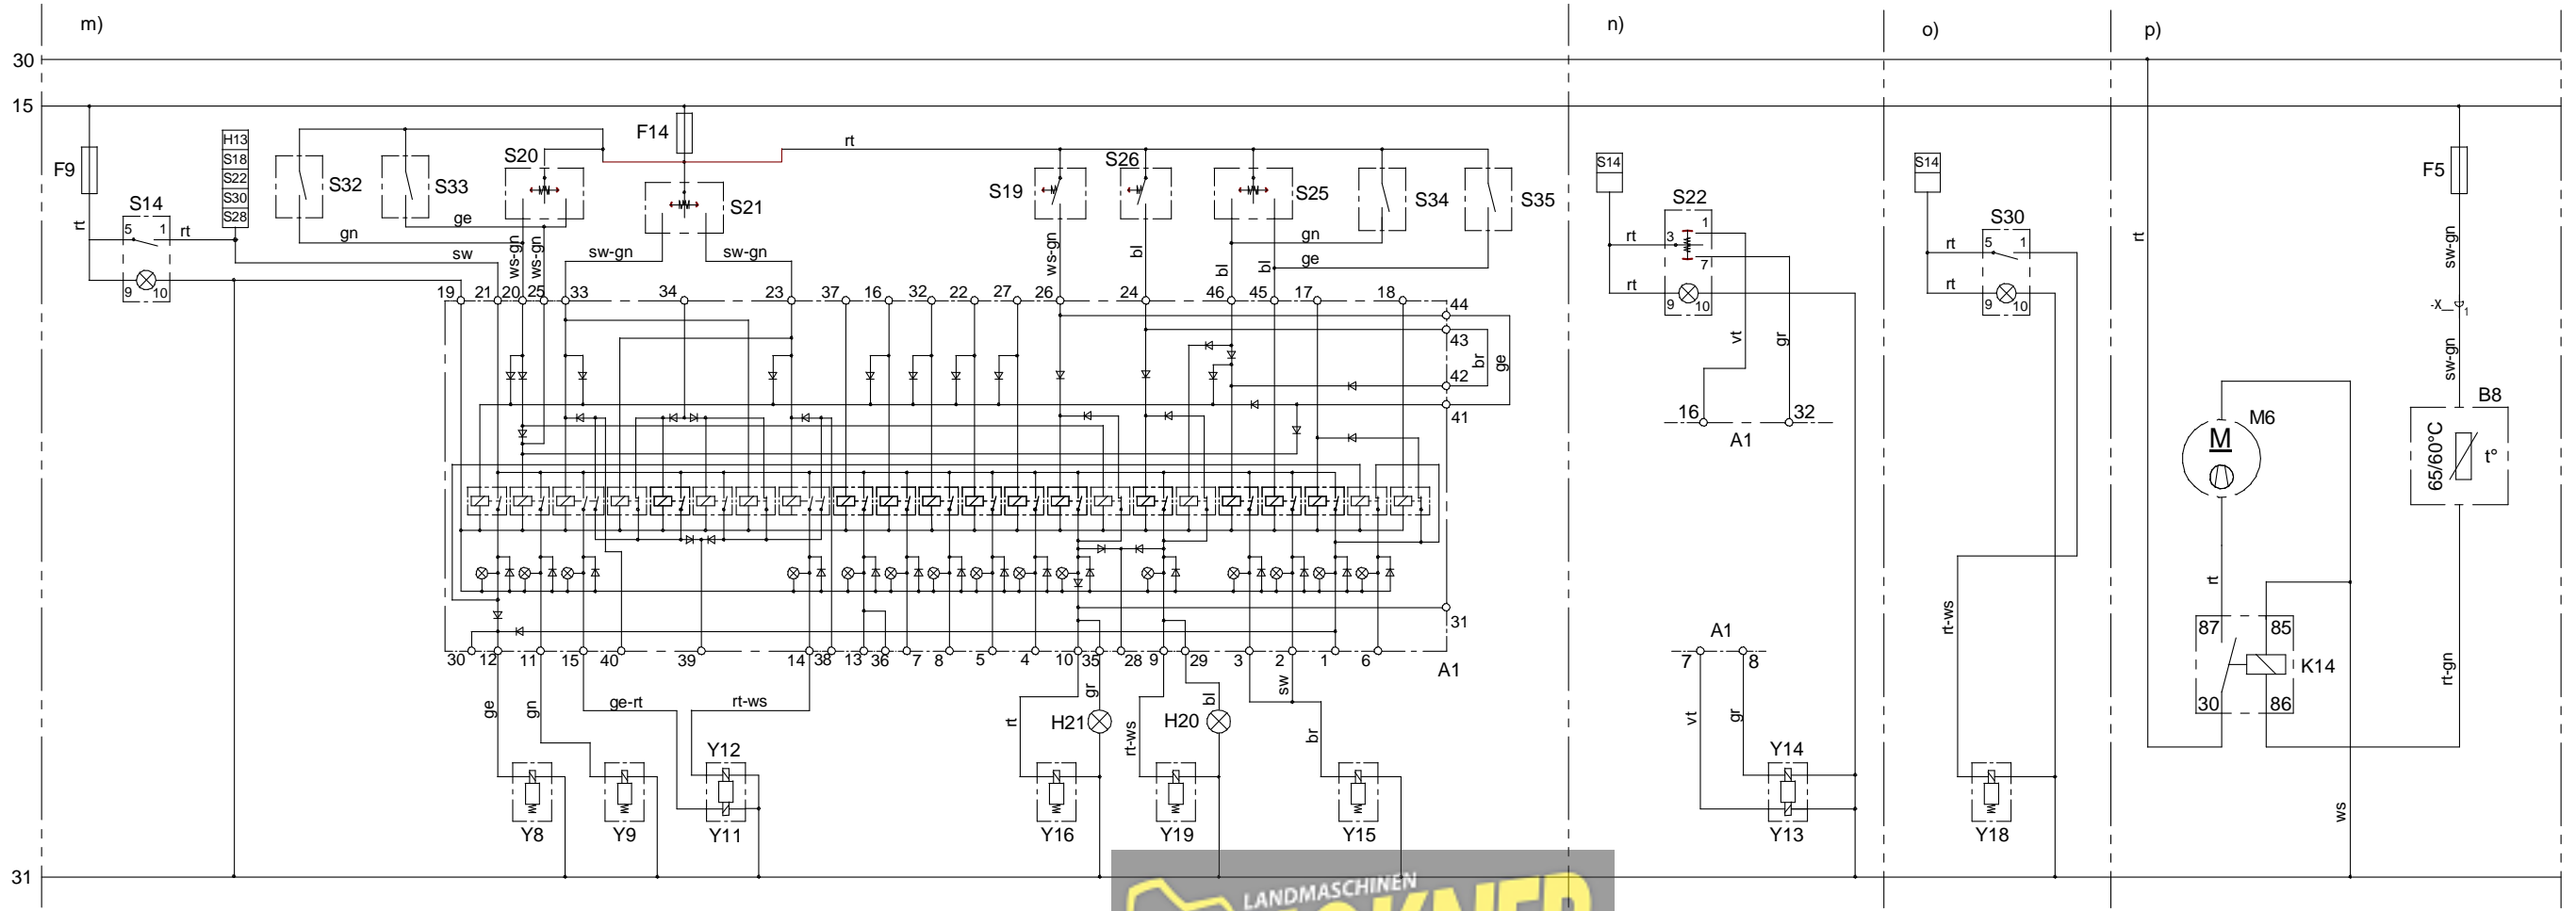 m) n) o) p)
30
15
H13
S18
S22
S30
S28
F9
rt
S14
5 1
rt
9 10
S32
S33
S20
F14
S21
rt
S19
S26
S25
S34
S35
gn
ge
sw
ws-gn
ws-gn
sw-gn
sw-gn
ws-gn
bl
bl
bl
gn
ge
19 21 20 25 33 34 23 37 16 32 22 27 26 24 46 45 17 18
44
43
42
41
br
ge
31
30 12 11 15 40 39 14 38 13 36 7 8 5 4 10 35 28 9 29 3 2 1 6
A1
ge
gn
ge-rt
rt-ws
rt
gr
H21
rt-ws
bl
H20
sw
br
Y8
Y9
Y12
Y11
Y16
Y19
Y15
S14
S22
rt
3
1
7
rt
9 10
vt
gr
16 32
A1
A1
7 8
vt
gr
Y14
Y13
S14
S30
rt
5 1
rt
9 10
rt-ws
Y18
rt
M6
M
rt
87 85
30 86
K14
ws
F5
sw-gn
-X_ 1
sw-gn
B8
65/60°C
t°
rt-gn
31
LANDMASCHINEN